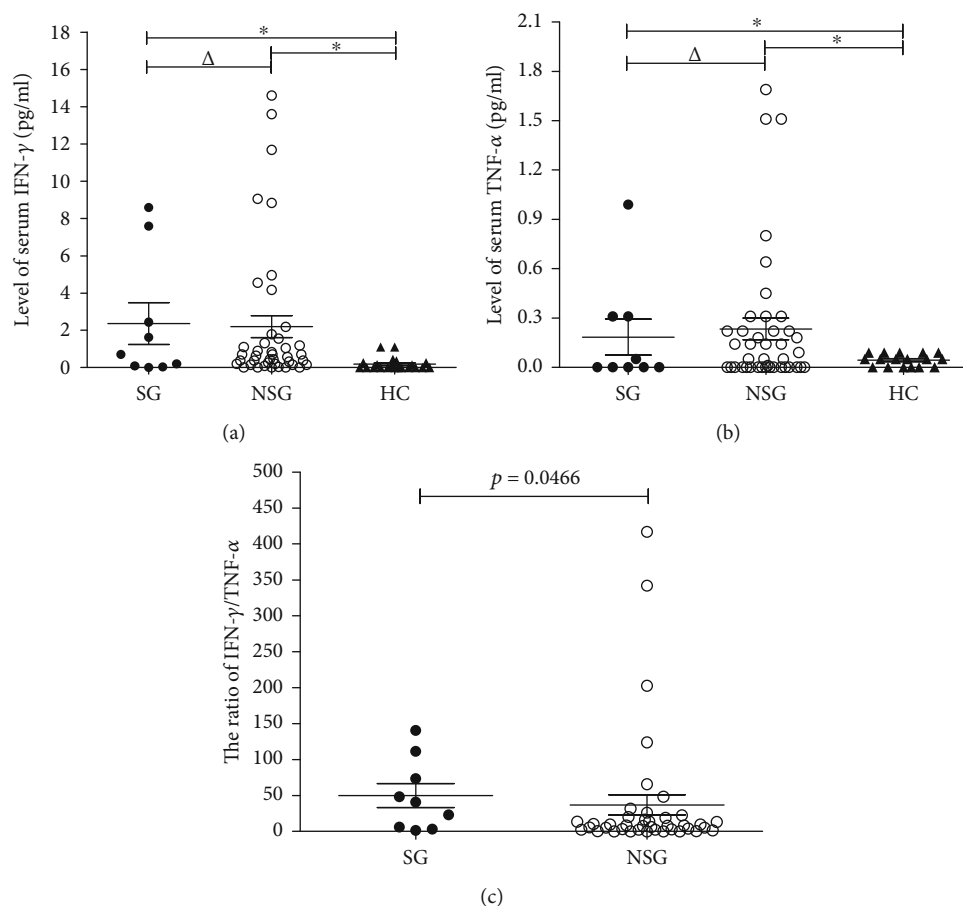 Level of serum IFN-γ (pg/ml)
18
16
14
12
10
8
6
4
2
0
*
Δ
*
SG
NSG
HC
(a)
Level of serum TNF-α (pg/ml)
2.1
1.8
1.5
1.2
0.9
0.6
0.3
0.0
*
Δ
*
SG
NSG
HC
(b)
The ratio of IFN-γ/TNF-α
500
450
400
350
300
250
200
150
100
50
0
p = 0.0466
SG
NSG
(c)